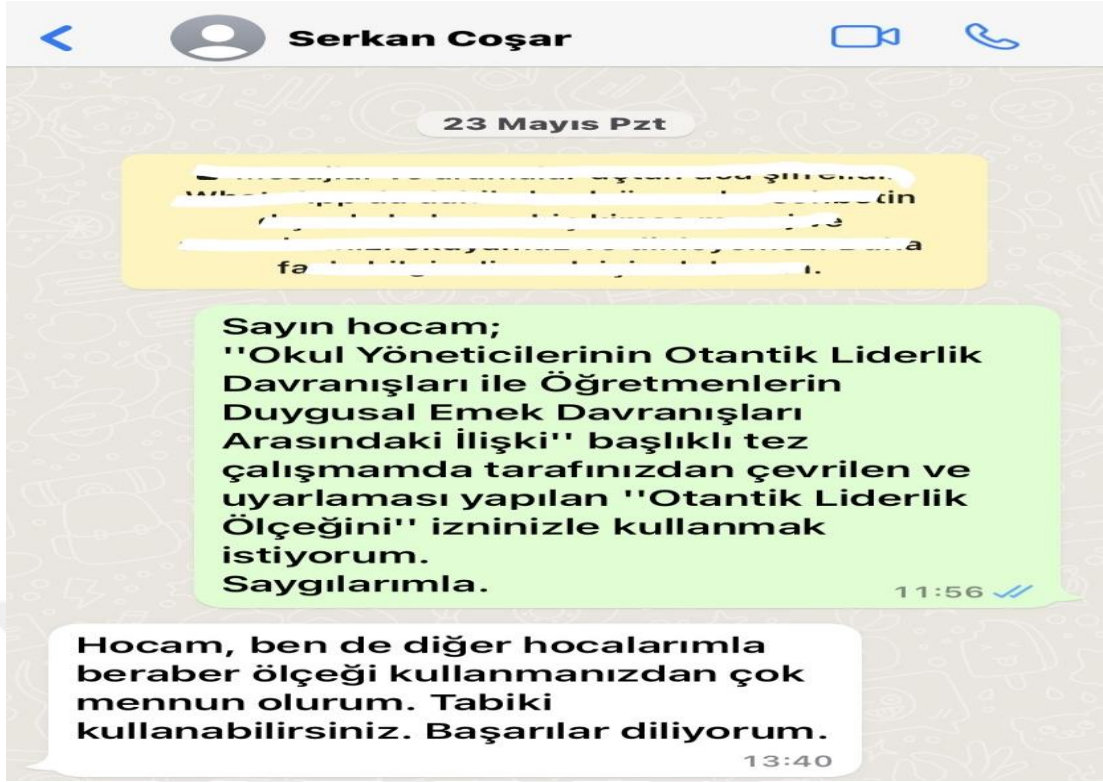 Serkan Coşar
23 Mayıs Pzt
Sayın hocam;
''Okul Yöneticilerinin Otantik Liderlik
Davranışları ile Öğretmenlerin
Duygusal Emek Davranışları
Arasındaki İlişki'' başlıklı tez
çalışmamda tarafınızdan çevrilen ve
uyarlaması yapılan ''Otantik Liderlik
Ölçeğini'' izninizle kullanmak
istiyorum.
Saygılarımla.
11:56
Hocam, ben de diğer hocalarımla
beraber ölçeği kullanmanızdan çok
mennun olurum. Tabiki
kullanabilirsiniz. Başarılar diliyorum.
13:40